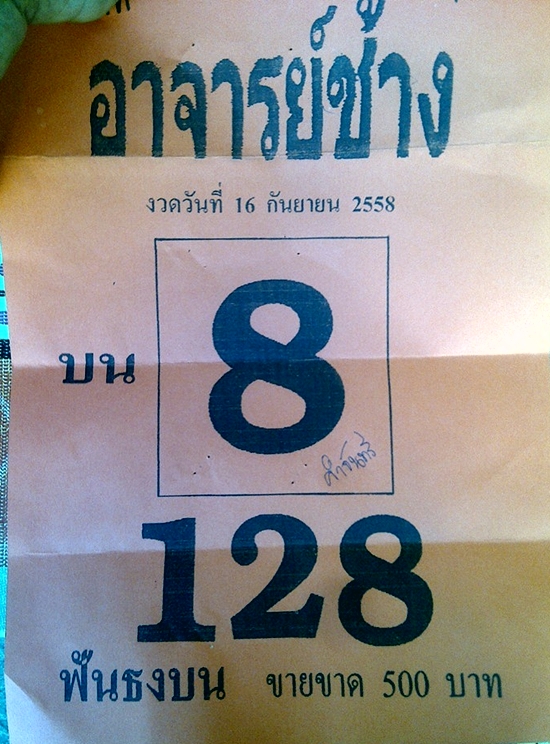 อาจารย์ช้าง
งวดวันที่ 16 กันยายน 2558
บน 8
128
ฟันธงบน ขายขาด 500 บาท